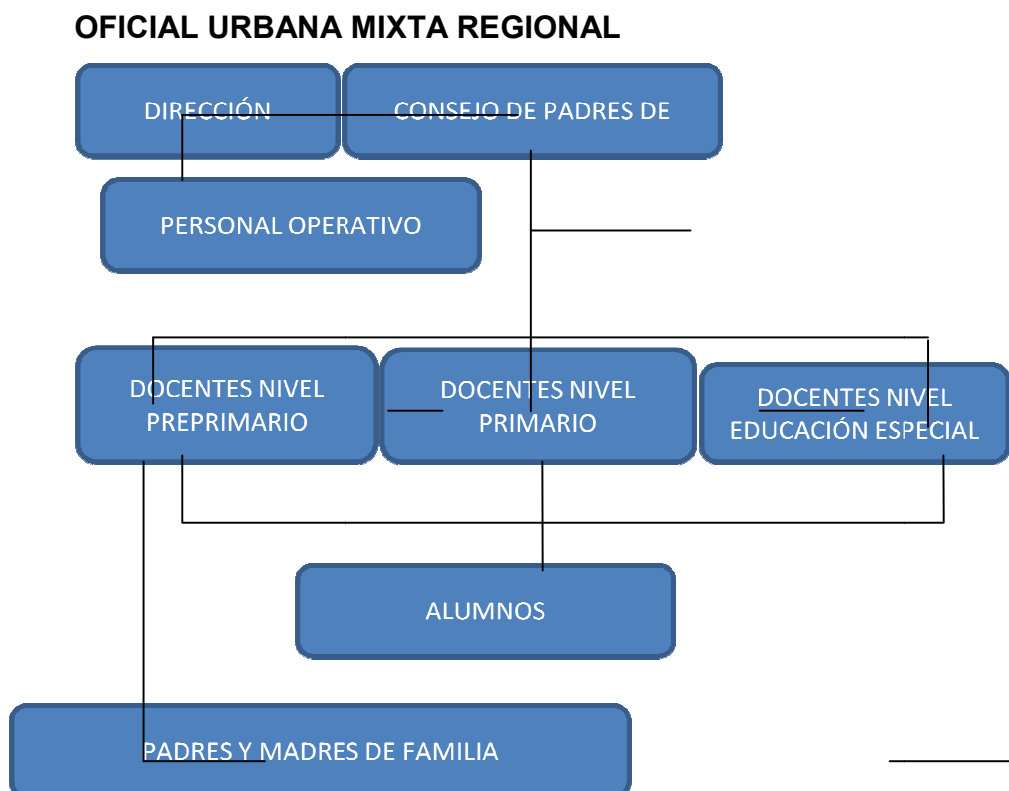 OFICIAL URBANA MIXTA REGIONAL
DIRECCIÓN
CONSEJO DE PADRES DE
PERSONAL OPERATIVO
DOCENTES NIVEL
PREPRIMARIO
DOCENTES NIVEL
PRIMARIO
DOCENTES NIVEL
EDUCACIÓN ESPECIAL
ALUMNOS
PADRES Y MADRES DE FAMILIA